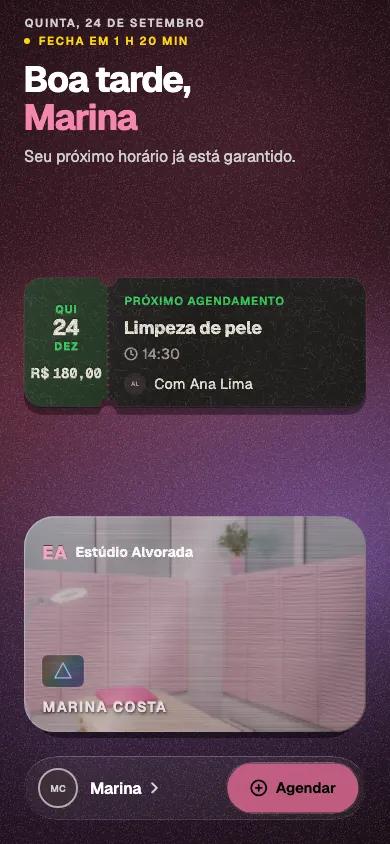 QUINTA, 24 DE SETEMBRO
FECHA EM 1 H 20 MIN
Boa tarde,
Marina
Seu próximo horário já está garantido.
QUI
24
DEZ
R$ 180,00
PRÓXIMO AGENDAMENTO
Limpeza de pele
14:30
AL Com Ana Lima
EA Estúdio Alvorada
MARINA COSTA
MC Marina
Agendar